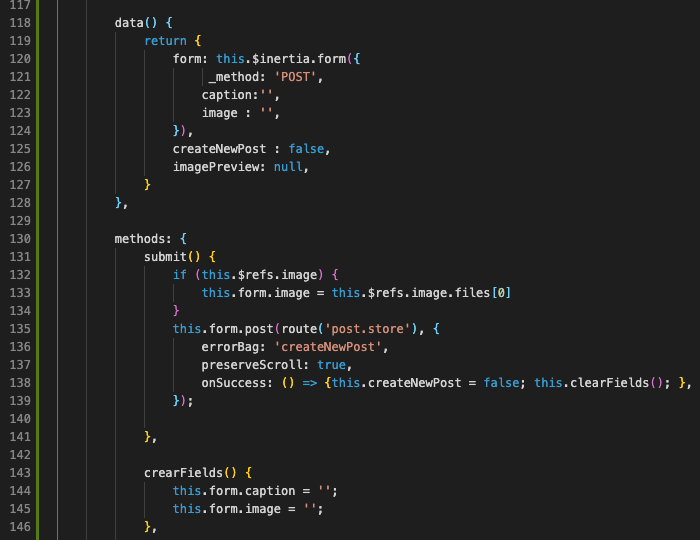 117
118 data() {
119 return {
120 form: this.$inertia.form({
121 _method: 'POST',
122 caption:'',
123 image : '',
124 }),
125 createNewPost : false,
126 imagePreview: null,
127 }
128 },
129
130 methods: {
131 submit() {
132 if (this.$refs.image) {
133 this.form.image = this.$refs.image.files[0]
134 }
135 this.form.post(route('post.store'), {
136 errorBag: 'createNewPost',
137 preserveScroll: true,
138 onSuccess: () => {this.createNewPost = false; this.clearFields(); },
139 });
140
141 },
142
143 crearFields() {
144 this.form.caption = '';
145 this.form.image = '';
146 },